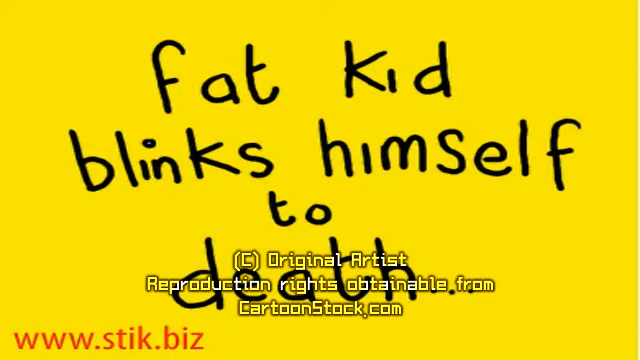 fat kid
blinks himself
to
death...
(C) Original Artist
Reproduction rights obtainable from
CartoonStock.com
www.stik.biz